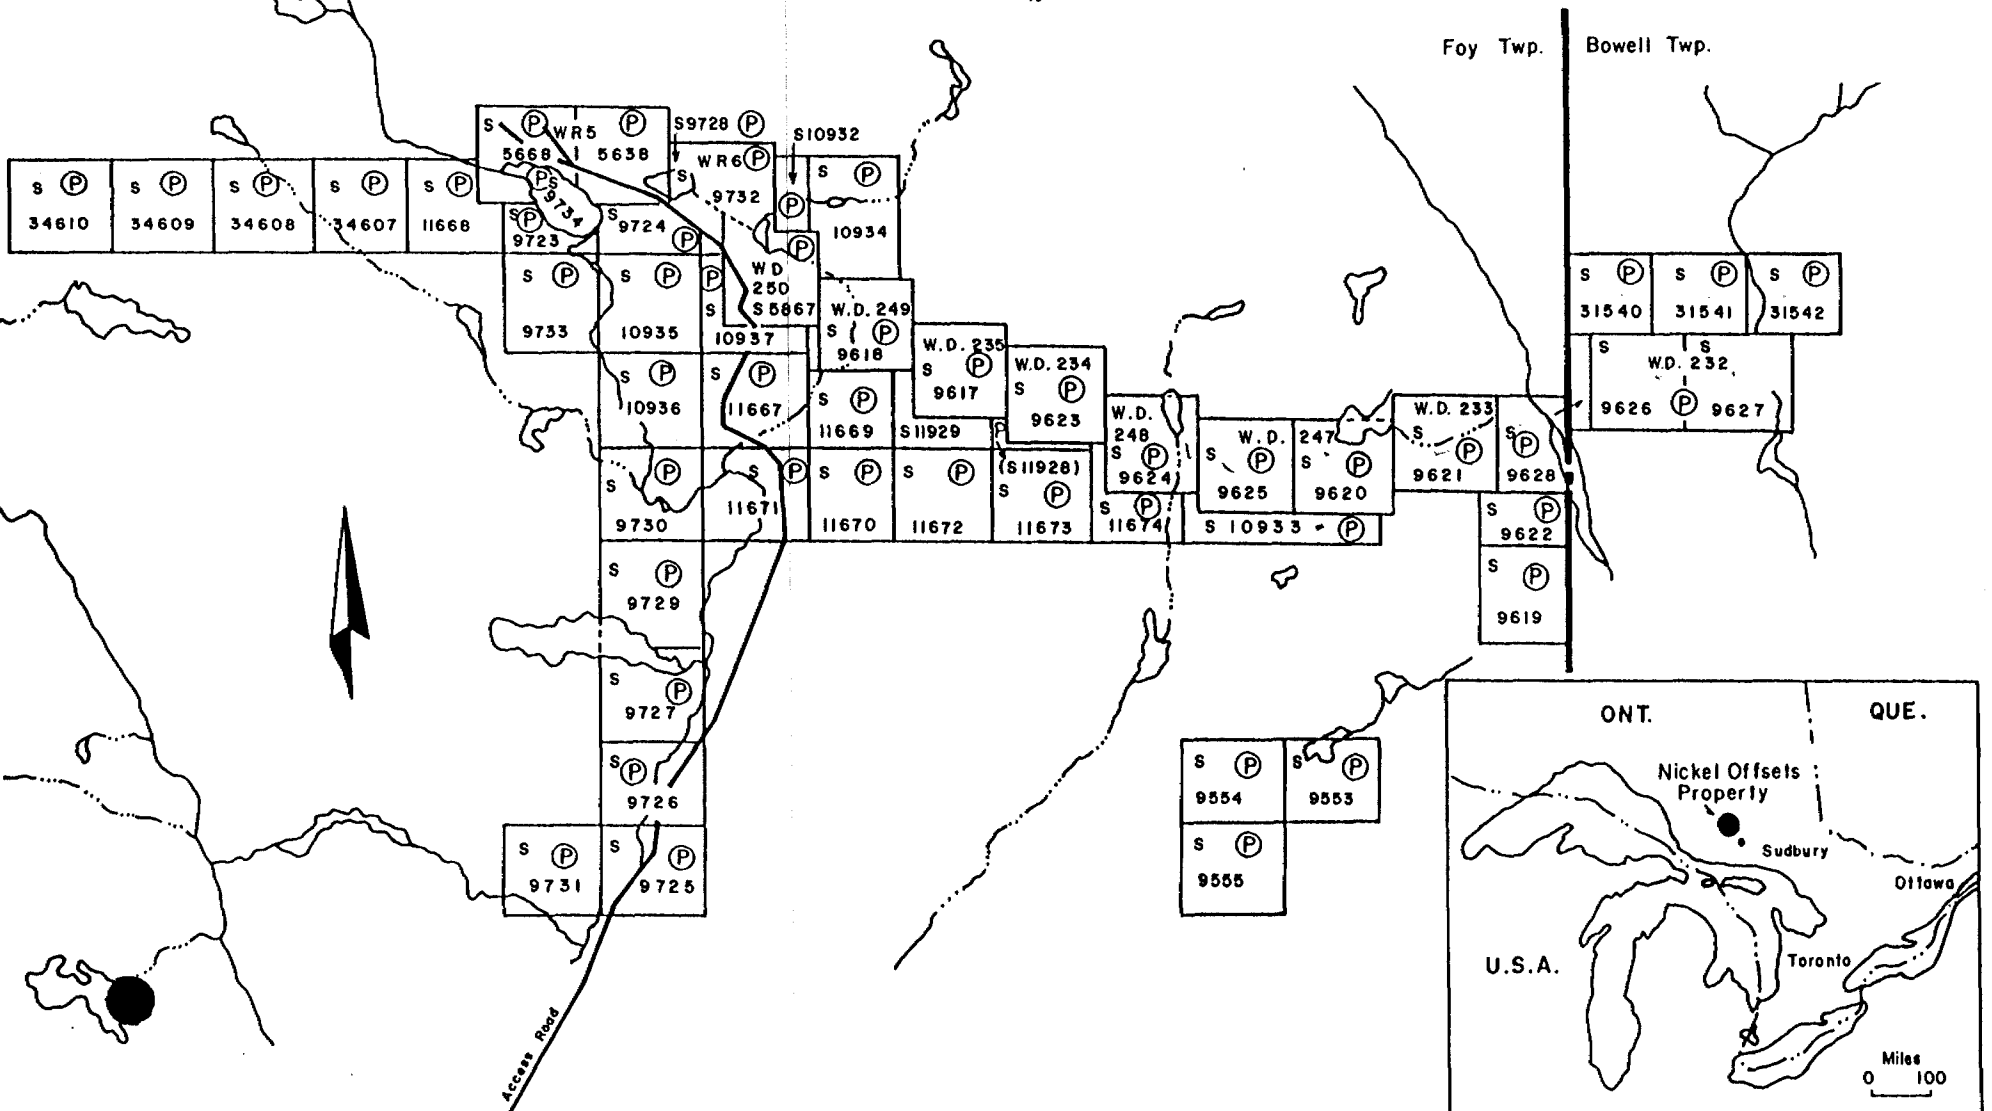 Foy Twp. Bowell Twp.
S P WR5 P
5668 5638
S9728 P
S10932
S WR6 P
9732
P
S P
10934
S P
34610
S P
34609
S P
34608
S P
34607
S P
11668
P S
9734
S P
9723
S
9724
P
P
W D
250
S 5867
S P
9733
S P
10935
P
S
10937
W.D. 249
S P
9618
W.D. 235
S P
9617
W.D. 234
S P
9623
S P
10936
S P
11667
S P
11669
S11929
P
(S11928)
S P
11673
W.D.
248
S P
9624
W.D. 247
S P
9625
S P
9620
W.D. 233
S P
9621
S P
9628
S P
31540
S P
31541
S P
31542
S S
W.D. 232
9626 P 9627
S P
9730
S P
11671
S P
11670
S P
11672
S P
11674
S 10933 P
S P
9622
S P
9619
S P
9729
S P
9727
S P
9726
S P
9731
S P
9725
S P
9554
S P
9553
S P
9555
Access Road
ONT. QUE.
Nickel Offsets
Property
Sudbury
Ottawa
U.S.A.
Toronto
Miles
0 100